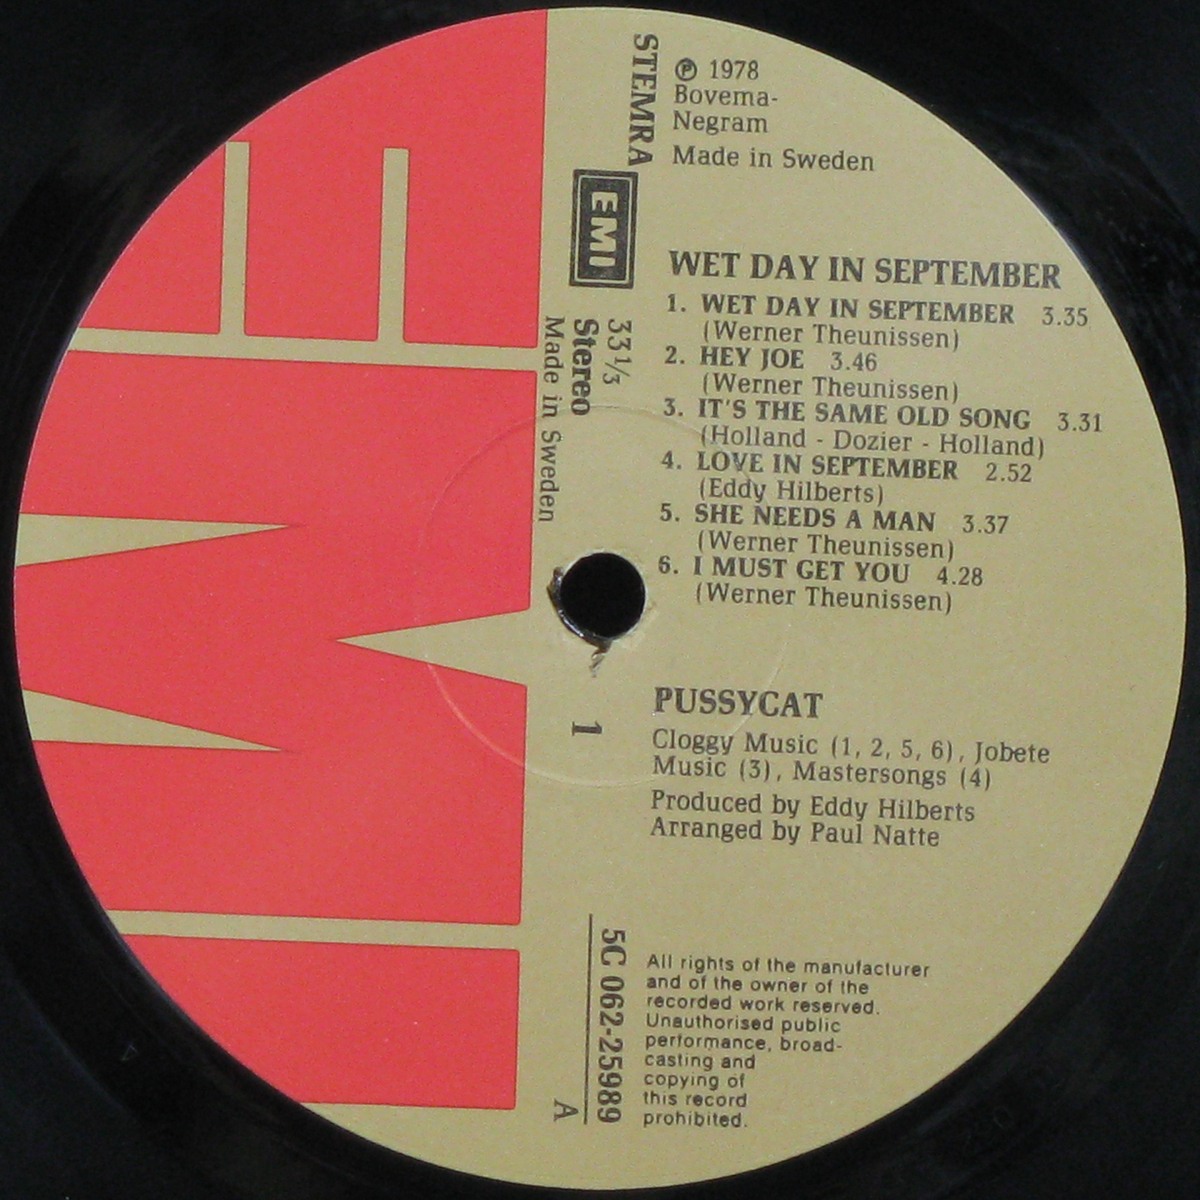 STEMRA
℗ 1978
Bovema-
Negram
Made in Sweden
EMI
33⅓
Stereo
Made in Sweden
WET DAY IN SEPTEMBER
1. WET DAY IN SEPTEMBER 3.35
(Werner Theunissen)
2. HEY JOE 3.46
(Werner Theunissen)
3. IT'S THE SAME OLD SONG 3.31
(Holland - Dozier - Holland)
4. LOVE IN SEPTEMBER 2.52
(Eddy Hilberts)
5. SHE NEEDS A MAN 3.37
(Werner Theunissen)
6. I MUST GET YOU 4.28
(Werner Theunissen)
1
PUSSYCAT
Cloggy Music (1, 2, 5, 6), Jobete
Music (3), Mastersongs (4)
Produced by Eddy Hilberts
Arranged by Paul Natte
5C 062-25989
A
All rights of the manufacturer
and of the owner of the
recorded work reserved.
Unauthorised public
performance, broad-
casting and
copying of
this record
prohibited.
EMI